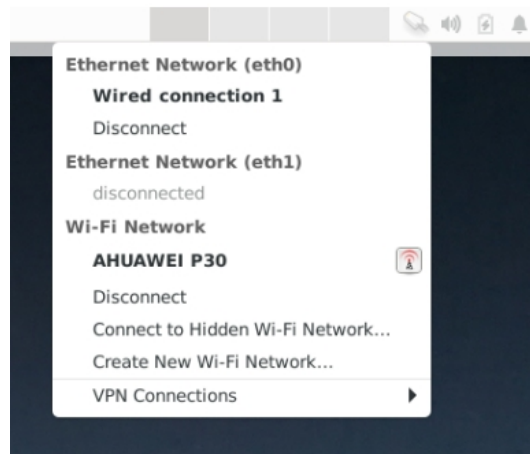 Ethernet Network (eth0)
Wired connection 1
Disconnect
Ethernet Network (eth1)
disconnected
Wi-Fi Network
AHUAWEI P30
Disconnect
Connect to Hidden Wi-Fi Network...
Create New Wi-Fi Network...
VPN Connections